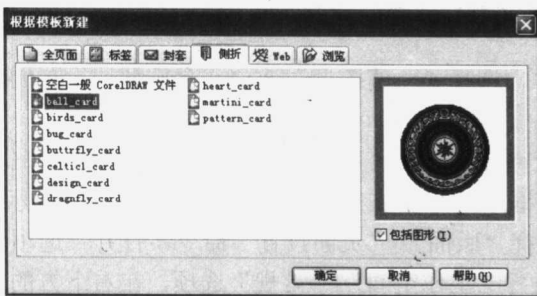 根据模板新建
全页面 标签 封套 侧折 Web 浏览
空白一般 CorelDRAW 文件
ball_card
birds_card
bug_card
buttrfly_card
celticl_card
design_card
dragnfly_card
heart_card
martini_card
pattern_card
包括图形(I)
确定 取消 帮助(H)